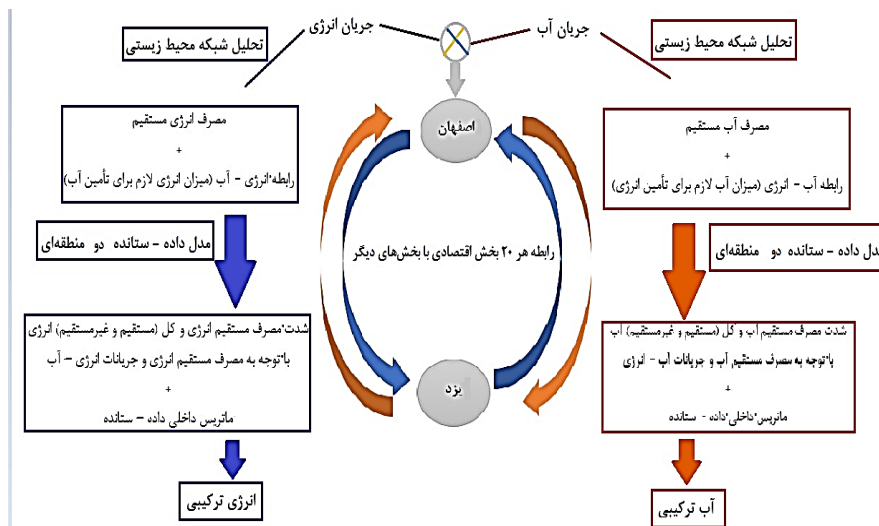 جریان آب
جریان انرژی
تحلیل شبکه محیط زیستی
تحلیل شبکه محیط زیستی
مصرف آب مستقیم
+
رابطه آب - انرژی (میزان آب لازم برای تأمین انرژی)
اصفهان
مصرف انرژی مستقیم
+
رابطه انرژی - آب (میزان انرژی لازم برای تأمین آب)
مدل داده - ستانده دو منطقه‌ای
رابطه هر ۲۰ بخش اقتصادی با بخش‌های دیگر
مدل داده - ستانده دو منطقه‌ای
شدت مصرف مستقیم آب و کل (مستقیم و غیرمستقیم) آب
با توجه به مصرف مستقیم آب و جریانات آب - انرژی
+
ماتریس داخلی داده - ستانده
یزد
شدت مصرف مستقیم انرژی و کل (مستقیم و غیرمستقیم) انرژی
با توجه به مصرف مستقیم انرژی و جریانات انرژی - آب
+
ماتریس داخلی داده - ستانده
آب ترکیبی
انرژی ترکیبی